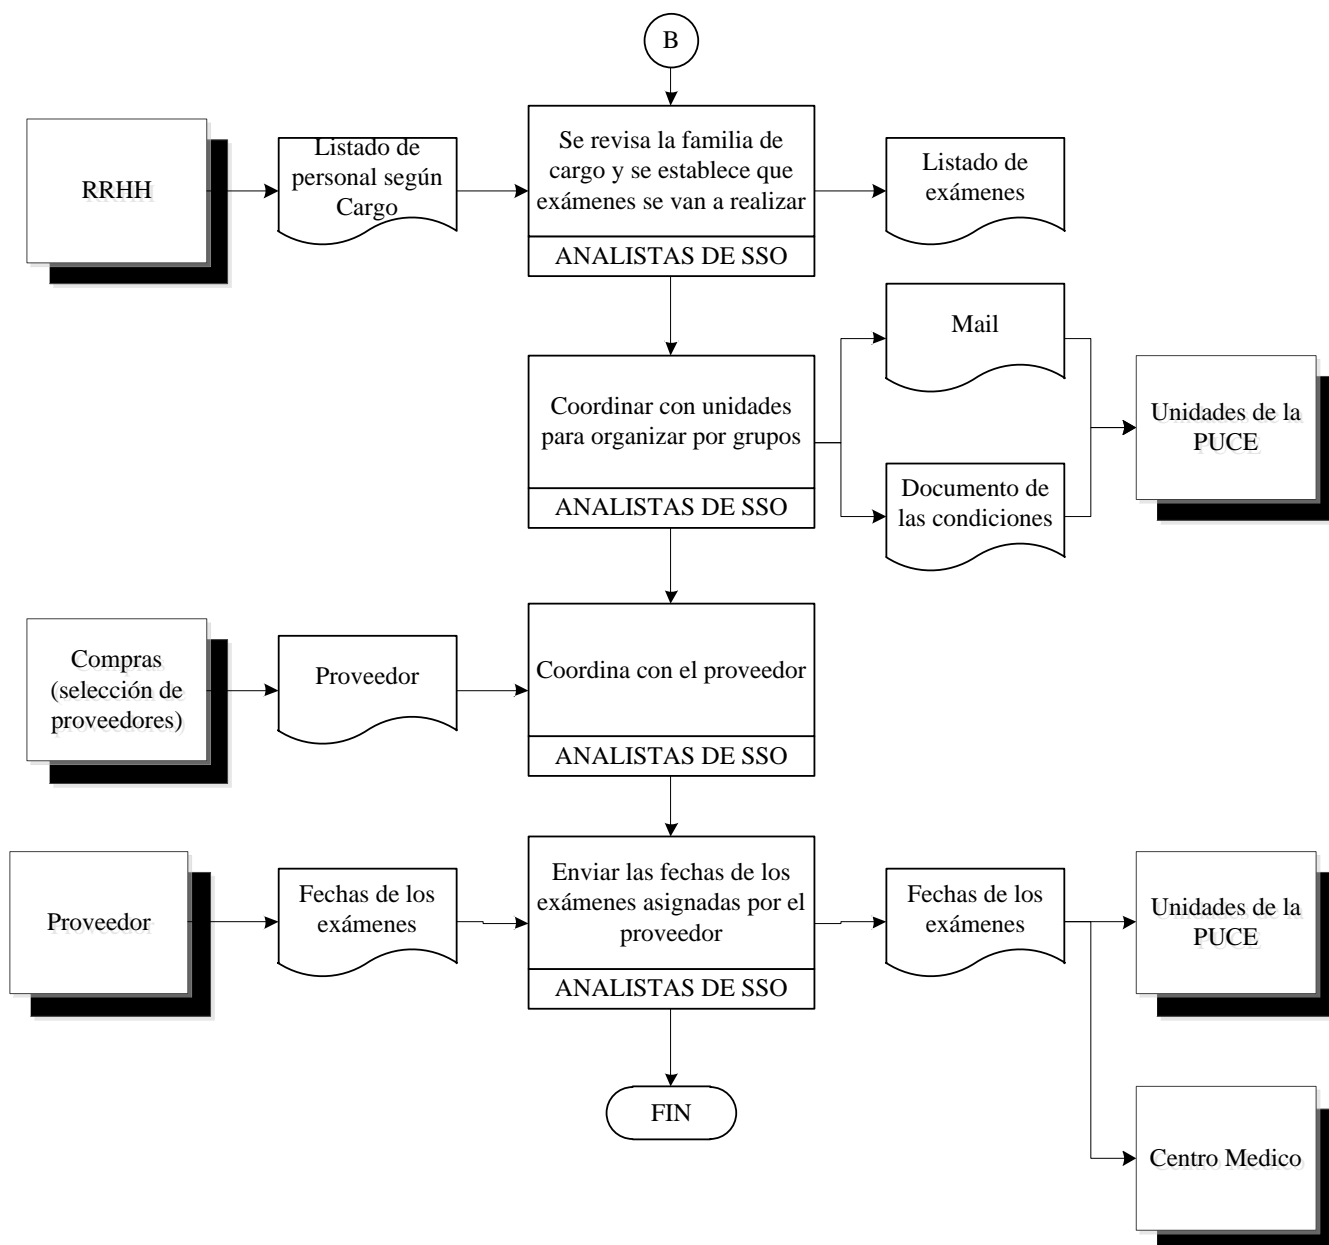 B
RRHH
Listado de
personal según
Cargo
Se revisa la familia de
cargo y se establece que
exámenes se van a realizar
ANALISTAS DE SSO
Listado de
exámenes
Mail
Coordinar con unidades
para organizar por grupos
ANALISTAS DE SSO
Documento de
las condiciones
Unidades de la
PUCE
Compras
(selección de
proveedores)
Proveedor
Coordina con el proveedor
ANALISTAS DE SSO
Proveedor
Fechas de los
exámenes
Enviar las fechas de los
exámenes asignadas por el
proveedor
ANALISTAS DE SSO
Fechas de los
exámenes
Unidades de la
PUCE
FIN
Centro Medico